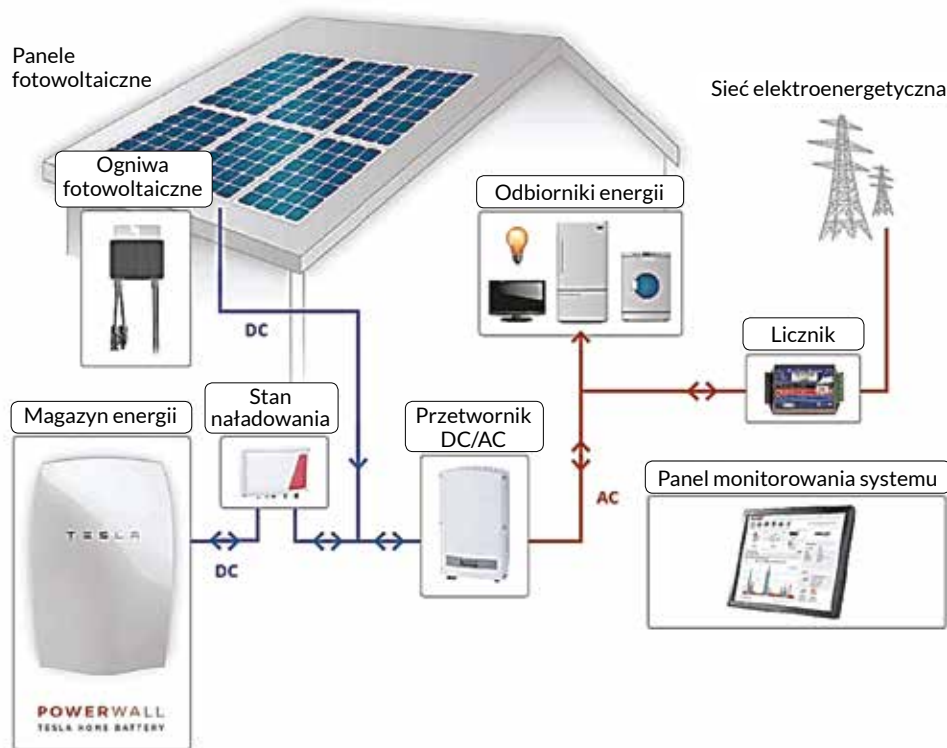 Panele
fotowoltaiczne
Sieć elektroenergetyczna
Ogniwa
fotowoltaiczne
Odbiorniki energii
DC
Licznik
Stan
naładowania
Magazyn energii
Przetwornik
DC/AC
Panel monitorowania systemu
AC
TESLA
DC
POWERWALL
TESLA HOME BATTERY